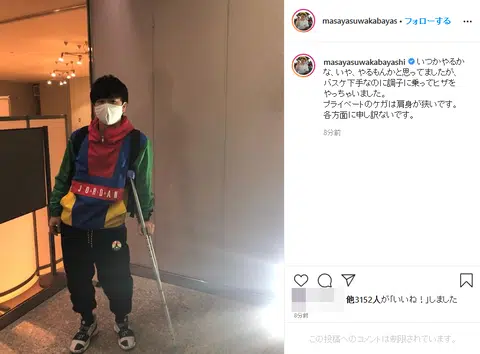 masayasuwakabayas • フォローする
masayasuwakabayashi いつかやるか
な、いや、やるもんかと思ってましたが、
バスケ下手なのに調子に乗ってヒザを
やっちゃいました。
プライベートのケガは肩身が狭いです。
各方面に申し訳ないです。
8分前
JORDAN
他3152人が「いいね！」しました
8分前
この投稿へのコメントは制限されています。